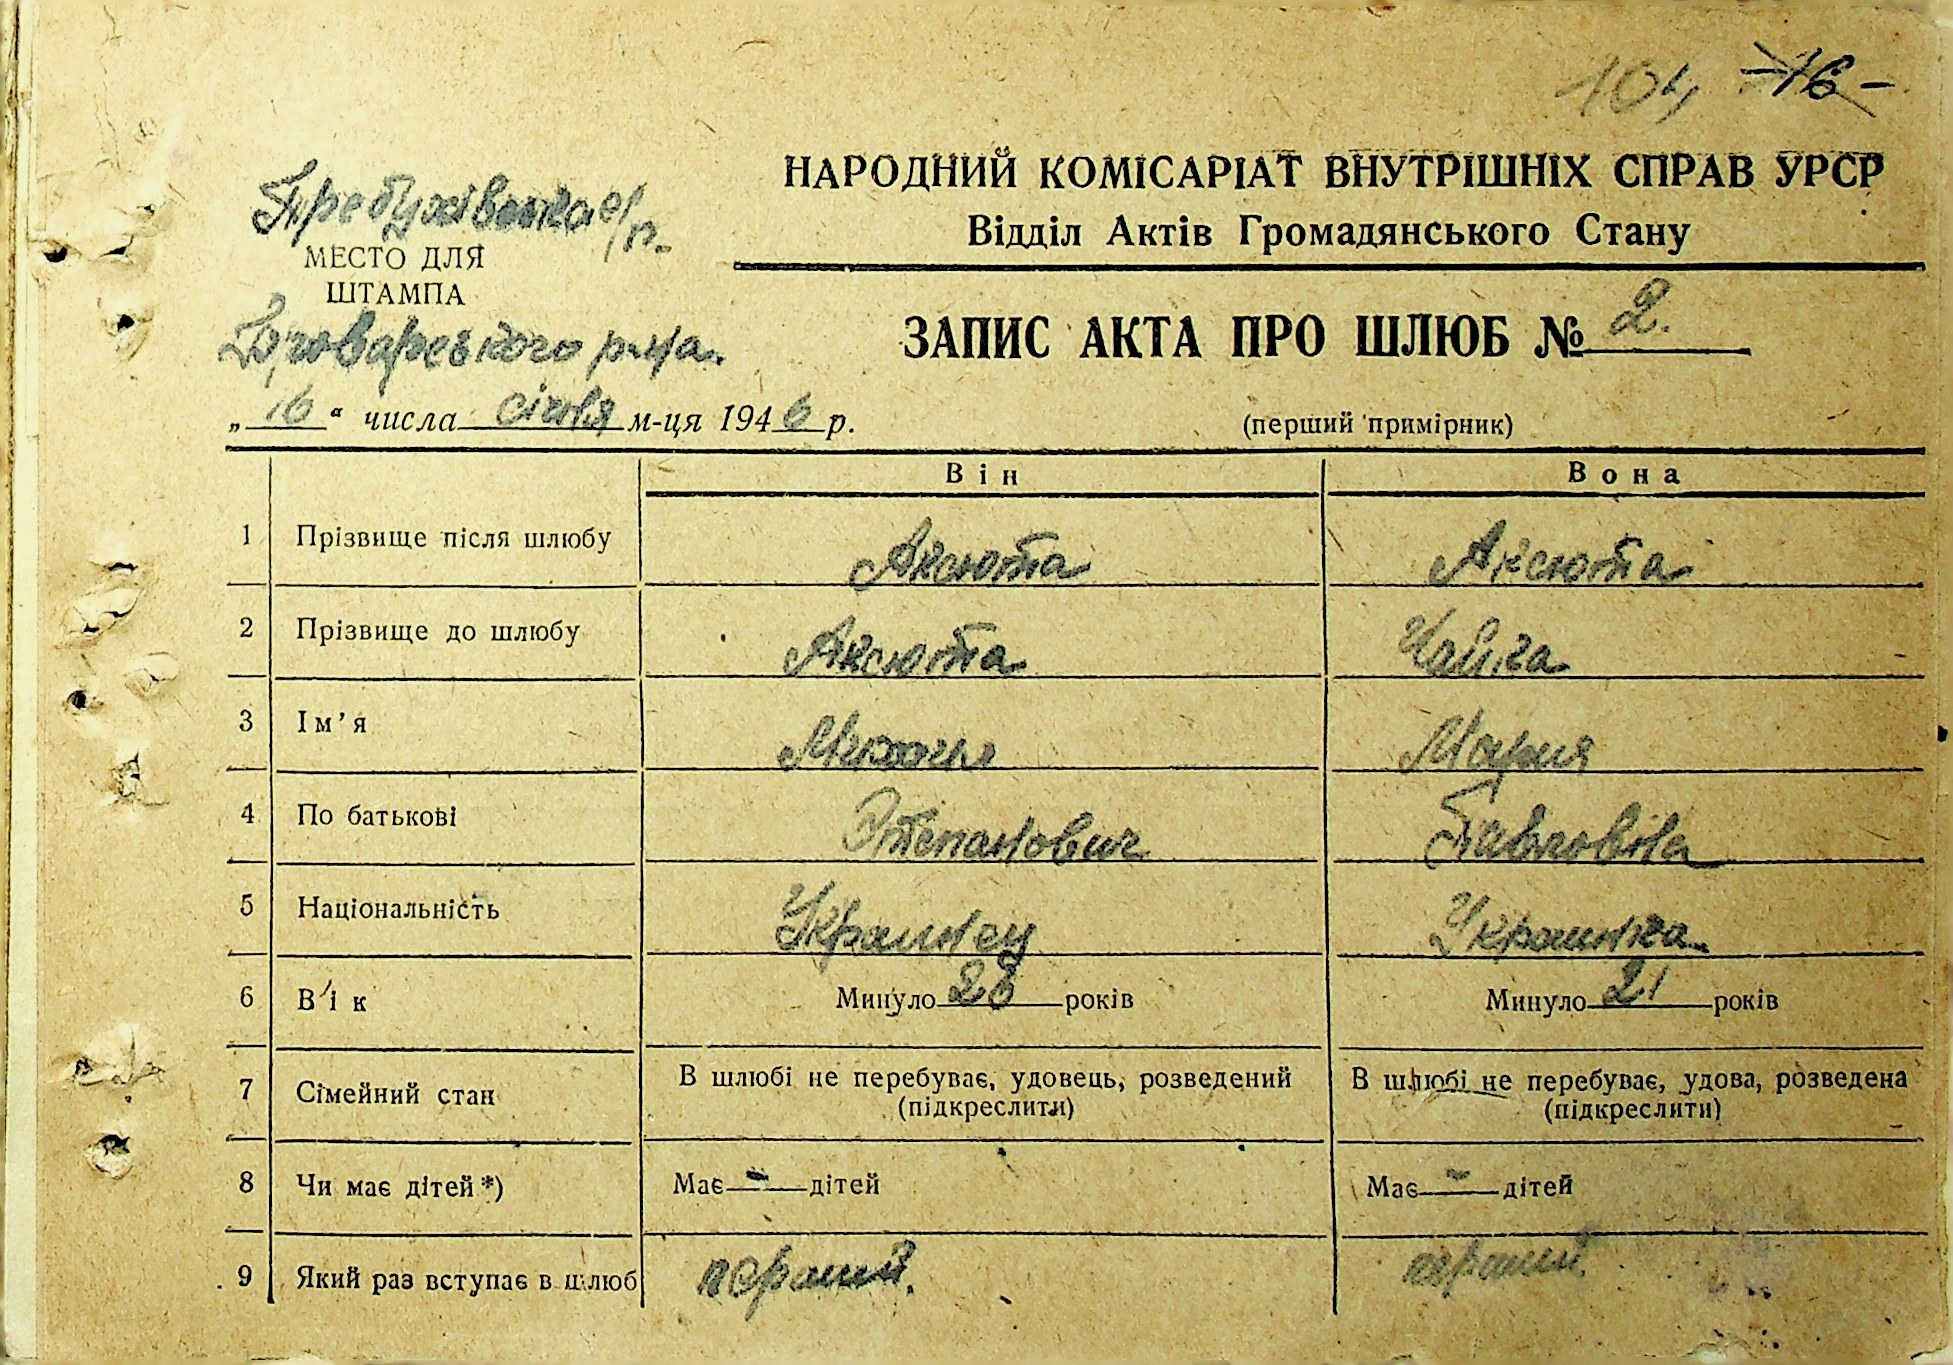 104 -16-
НАРОДНИЙ КОМІСАРІАТ ВНУТРІШНІХ СПРАВ УРСР
Відділ Актів Громадянського Стану
Требухівська с/р.
МЕСТО ДЛЯ
ШТАМПА
Броварського р-на.
ЗАПИС АКТА ПРО ШЛЮБ № 2.
„16“ числа січня м-ця 1946 р.
(перший примірник)
Він Вона
1 Прізвище після шлюбу Аксюта Аксюта
2 Прізвище до шлюбу Аксюта
3 Ім’я Микола Мария
4 По батькові Степанович Павловна
5 Національність Украинец Украинка
6 Вік Минуло 23 років Минуло 21 років
7 Сімейний стан В шлюбі не перебуває, удовець, розведений В шлюбі не перебуває, удова, розведена
(підкреслити) (підкреслити)
8 Чи має дітей*) Має - дітей Має - дітей
9 Який раз вступає в шлюб перший. перший.